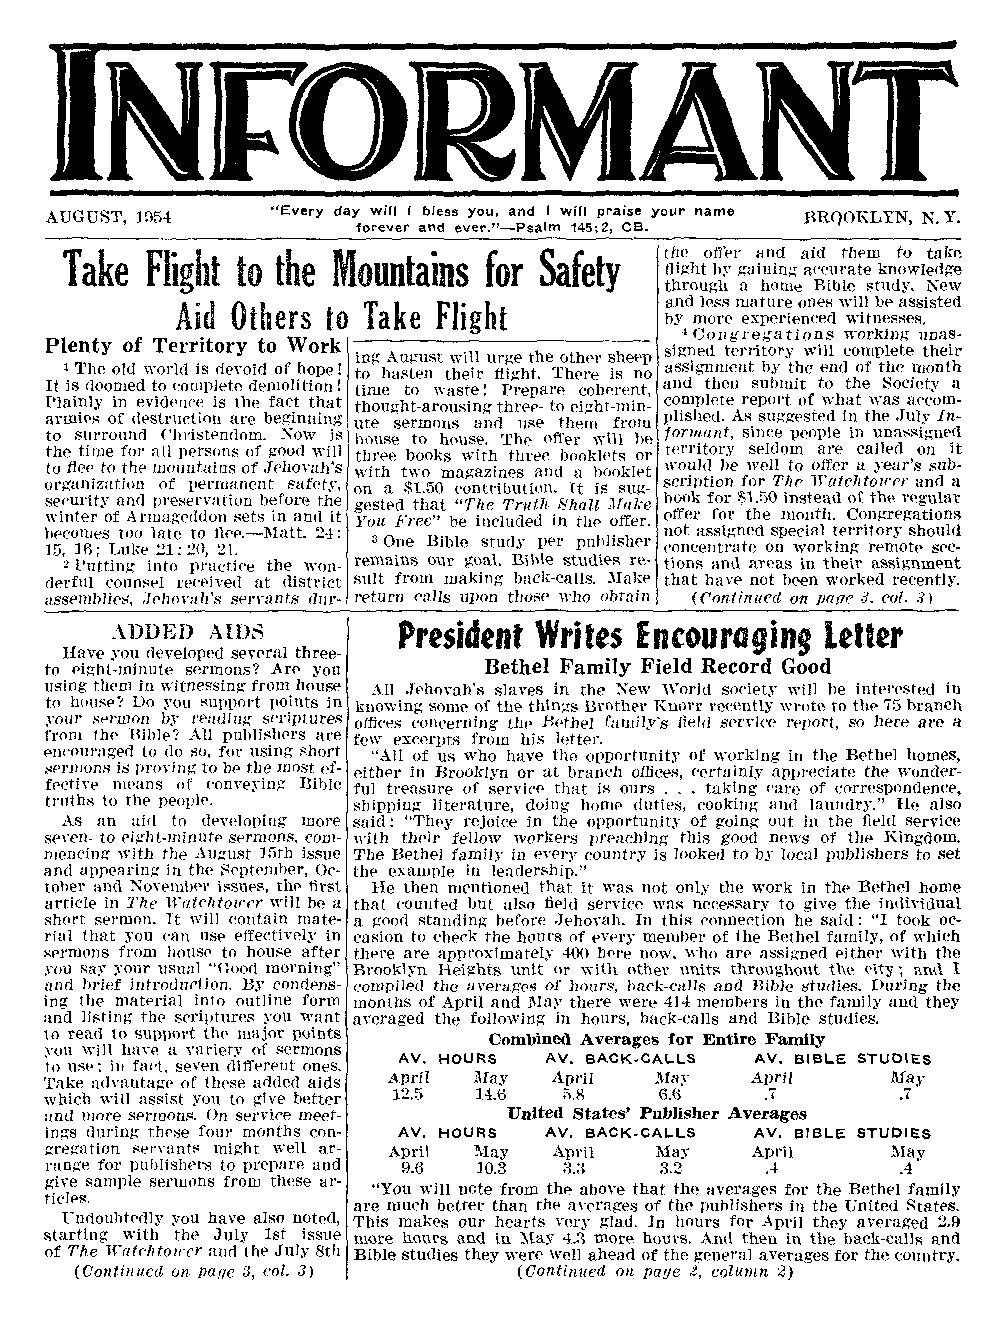 INFORMANT
AUGUST, 1954
"Every day will I bless you, and I will praise your name
forever and ever."—Psalm 145:2, CB.
BROOKLYN, N. Y.
Take Flight to the Mountains for Safety
Aid Others to Take Flight
Plenty of Territory to Work
1 The old world is devoid of hope!
It is doomed to complete demolition!
Plainly in evidence is the fact that
armies of destruction are beginning
to surround Christendom. Now is
the time for all persons of good will
to flee to the mountains of Jehovah's
organization of permanent safety,
security and preservation before the
winter of Armageddon sets in and it
becomes too late to flee.—Matt. 24:
15, 16; Luke 21:20, 21.
2 Putting into practice the won-
derful counsel received at district
assemblies, Jehovah's servants dur-
ing August will urge the other sheep
to hasten their flight. There is no
time to waste! Prepare coherent,
thought-arousing three- to eight-min-
ute sermons and use them from
house to house. The offer will be
three books with three booklets or
with two magazines and a booklet
on a $1.50 contribution. It is sug-
gested that "The Truth Shall Make
You Free" be included in the offer.
3 One Bible study per publisher
remains our goal. Bible studies re-
sult from making back-calls. Make
return calls upon those who obtain
the offer and aid them to take
flight by gaining accurate knowledge
through a home Bible study. New
and less mature ones will be assisted
by more experienced witnesses.
4 Congregations working unas-
signed territory will complete their
assignment by the end of the month
and then submit to the Society a
complete report of what was accom-
plished. As suggested in the July In-
formant, since people in unassigned
territory seldom are called on it
would be well to offer a year's sub-
scription for The Watchtower and a
book for $1.50 instead of the regular
offer for the month. Congregations
not assigned special territory should
concentrate on working remote sec-
tions and areas in their assignment
that have not been worked recently.
(Continued on page 3, col. 3)
ADDED AIDS
Have you developed several three-
to eight-minute sermons? Are you
using them in witnessing from house
to house? Do you support points in
your sermon by reading scriptures
from the Bible? All publishers are
encouraged to do so, for using short
sermons is proving to be the most ef-
fective means of conveying Bible
truths to the people.
As an aid to developing more
seven- to eight-minute sermons, com-
mencing with the August 15th issue
and appearing in the September, Oc-
tober and November issues, the first
article in The Watchtower will be a
short sermon. It will contain mate-
rial that you can use effectively in
sermons from house to house after
you say your usual "Good morning"
and brief introduction. By condens-
ing the material into outline form
and listing the scriptures you want
to read to support the major points
you will have a variety of sermons
to use; in fact, seven different ones.
Take advantage of these added aids
which will assist you to give better
and more sermons. On service meet-
ings during these four months con-
gregation servants might well ar-
range for publishers to prepare and
give sample sermons from these ar-
ticles.
Undoubtedly you have also noted,
starting with the July 1st issue
of The Watchtower and the July 8th
(Continued on page 3, col. 3)
President Writes Encouraging Letter
Bethel Family Field Record Good
All Jehovah's slaves in the New World society will be interested in
knowing some of the things Brother Knorr recently wrote to the 75 branch
offices concerning the Bethel family's field service report, so here are a
few excerpts from his letter.
"All of us who have the opportunity of working in the Bethel homes,
either in Brooklyn or at branch offices, certainly appreciate the wonder-
ful treasure of service that is ours . . . taking care of correspondence,
shipping literature, doing home duties, cooking and laundry." He also
said: "They rejoice in the opportunity of going out in the field service
with their fellow workers preaching this good news of the Kingdom.
The Bethel family in every country is looked to by local publishers to set
the example in leadership."
He then mentioned that it was not only the work in the Bethel home
that counted but also field service was necessary to give the individual
a good standing before Jehovah. In this connection he said: "I took oc-
casion to check the hours of every member of the Bethel family, of which
there are approximately 400 here now, who are assigned either with the
Brooklyn Heights unit or with other units throughout the city; and I
compiled the averages of hours, back-calls and Bible studies. During the
months of April and May there were 414 members in the family and they
averaged the following in hours, back-calls and Bible studies.
Combined Averages for Entire Family
AV. HOURS AV. BACK-CALLS AV. BIBLE STUDIES
April May April May April May
12.5 14.6 5.8 6.6 .7 .7
United States' Publisher Averages
AV. HOURS AV. BACK-CALLS AV. BIBLE STUDIES
April May April May April May
9.6 10.3 3.3 3.2 .4 .4
"You will note from the above that the averages for the Bethel family
are much better than the averages of the publishers in the United States.
This makes our hearts very glad. In hours for April they averaged 2.9
more hours and in May 4.3 more hours. And then in the back-calls and
Bible studies they were well ahead of the general averages for the country.
(Continued on page 2, column 2)